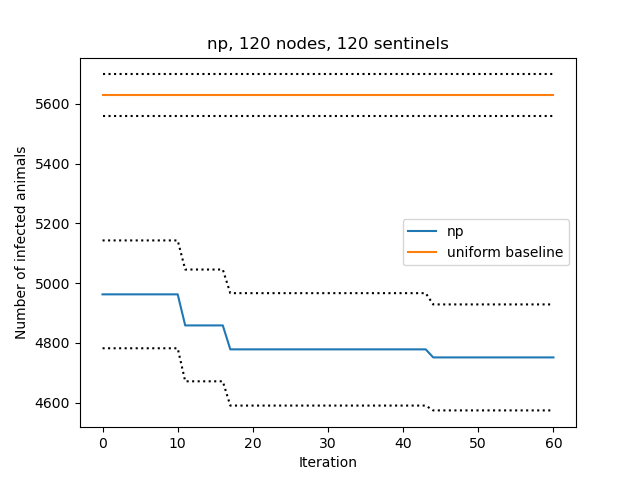 np, 120 nodes, 120 sentinels
5600
5400
5200
5000
4800
4600
Number of infected animals
np
uniform baseline
0 10 20 30 40 50 60
Iteration